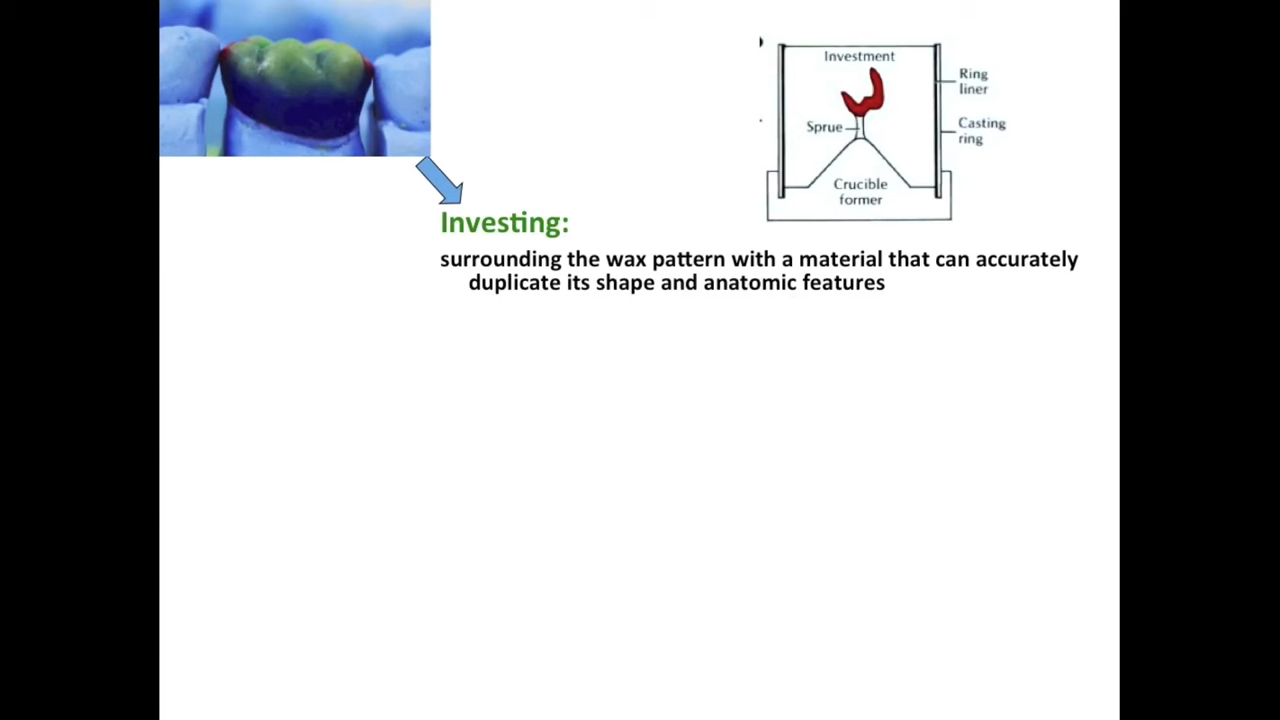 Investment
Ring
liner
Sprue
Casting
ring
Crucible
former
Investing:
surrounding the wax pattern with a material that can accurately
duplicate its shape and anatomic features